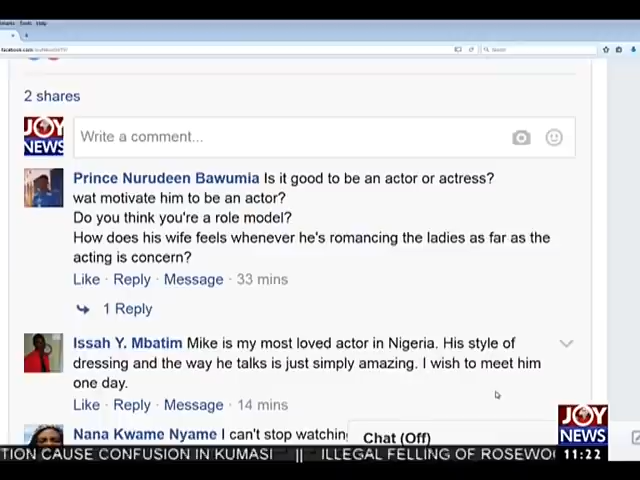 Tools Help
2 shares
JOY
NEWS
Write a comment...
Prince Nurudeen Bawumia Is it good to be an actor or actress?
wat motivate him to be an actor?
Do you think you're a role model?
How does his wife feels whenever he's romancing the ladies as far as the
acting is concern?
Like · Reply · Message · 33 mins
1 Reply
Issah Y. Mbatim Mike is my most loved actor in Nigeria. His style of
dressing and the way he talks is just simply amazing. I wish to meet him
one day.
Like · Reply · Message · 14 mins
Nana Kwame Nyame I can't stop watching
Chat (Off)
JOY
NEWS
TION CAUSE CONFUSION IN KUMASI || ILLEGAL FELLING OF ROSEWO
11:22